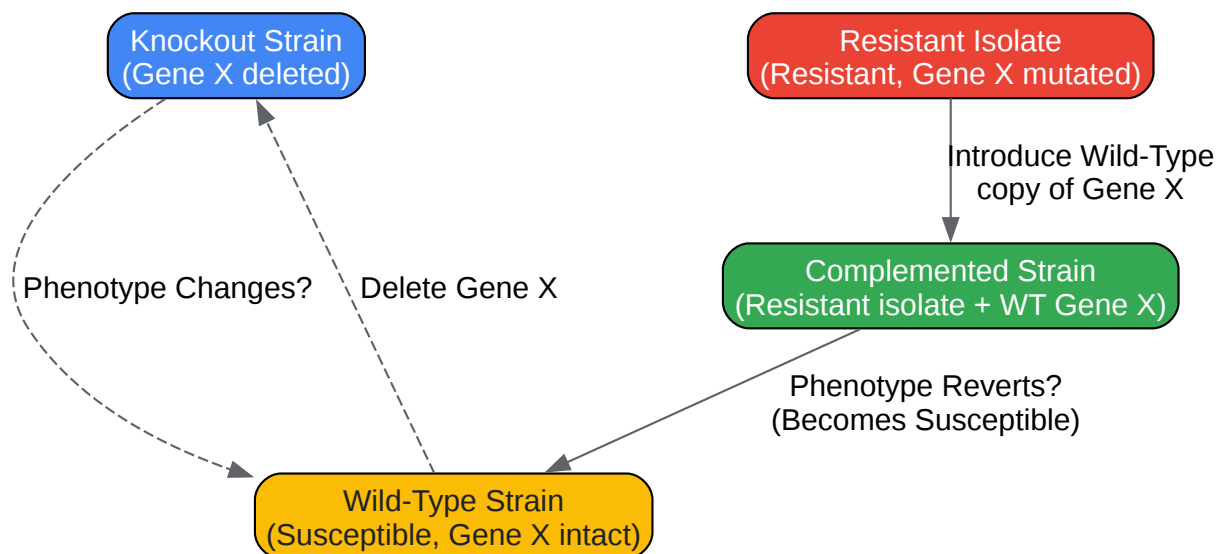 Knockout Strain
(Gene X deleted)
Resistant Isolate
(Resistant, Gene X mutated)
Introduce Wild-Type
copy of Gene X
Complemented Strain
(Resistant isolate + WT Gene X)
Phenotype Changes?
Delete Gene X
Phenotype Reverts?
(Becomes Susceptible)
Wild-Type Strain
(Susceptible, Gene X intact)